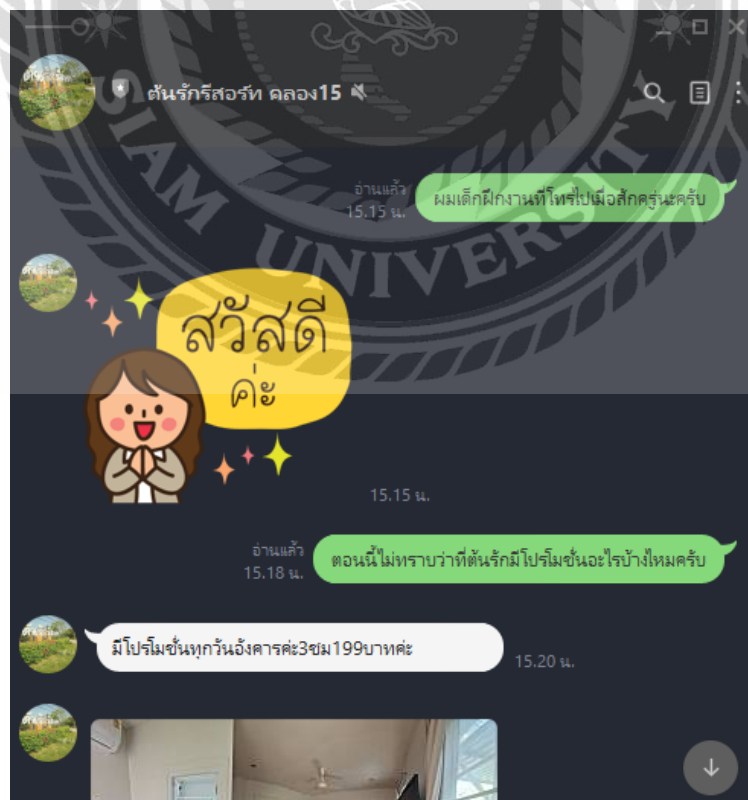 ต้นรักรีสอร์ท คลอง15
SIAM UNIVERSITY
อ่านแล้ว
15.15 น.
ผมเด็กฝึกงานที่โทรไปเมื่อสักครู่นะครับ
สวัสดี
ค่ะ
15.15 น.
อ่านแล้ว
15.18 น.
ตอนนี้ไม่ทราบว่าที่ต้นรักมีโปรโมชั่นอะไรบ้างไหมครับ
มีโปรโมชั่นทุกวันอังคารค่ะ3ชม199บาทค่ะ
15.20 น.